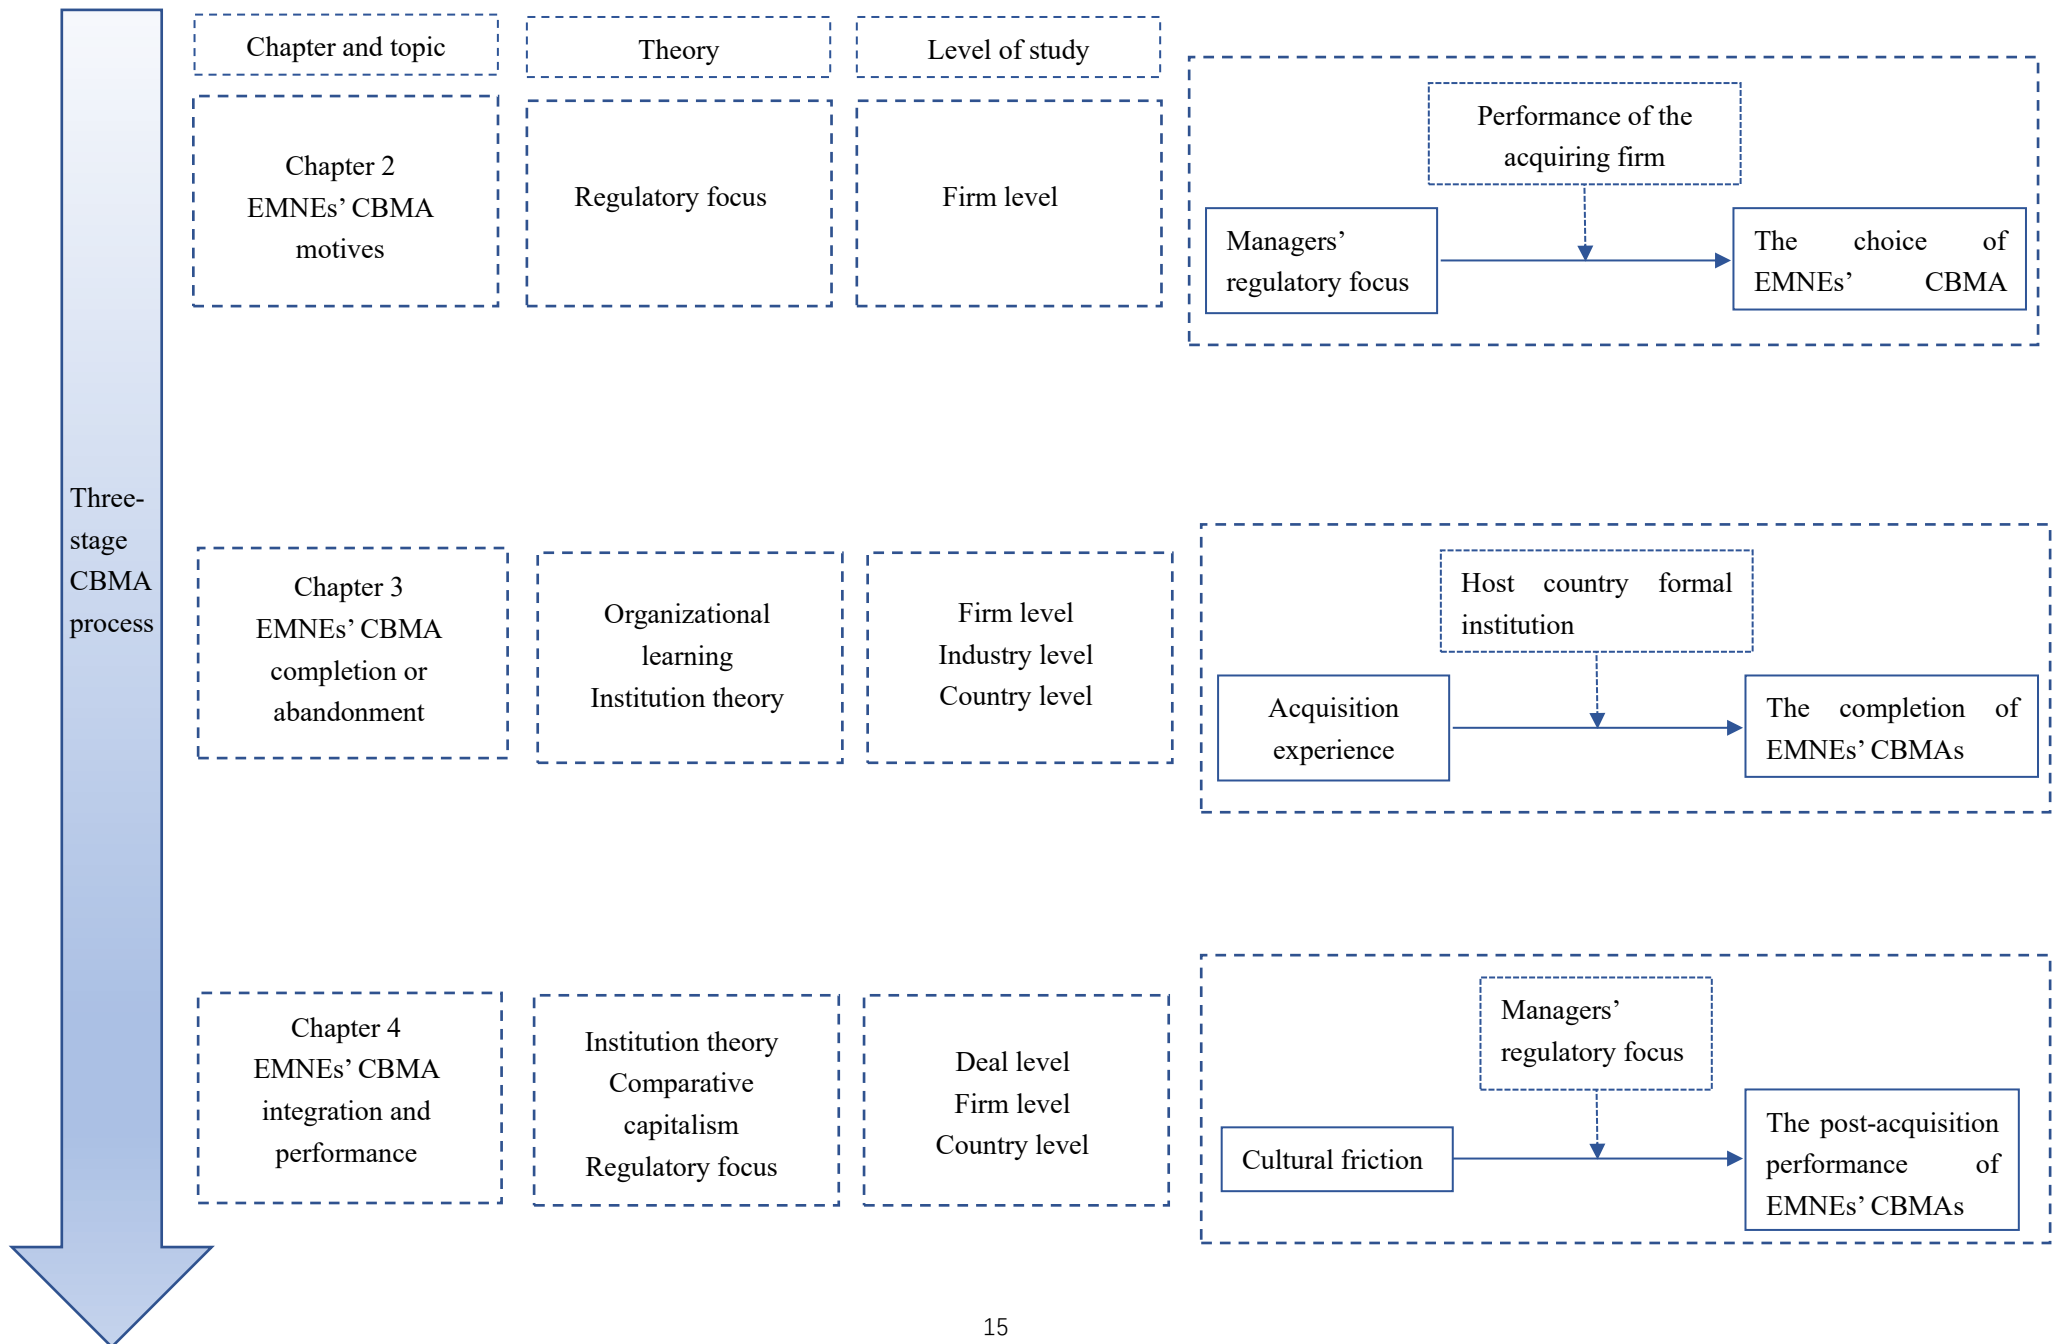 Chapter and topic
Theory
Level of study
Three-
stage
CBMA
process
Chapter 2
EMNEs’ CBMA
motives
Regulatory focus
Firm level
Performance of the
acquiring firm
Managers’
regulatory focus
The choice of
EMNEs’ CBMA
Chapter 3
EMNEs’ CBMA
completion or
abandonment
Organizational
learning
Institution theory
Firm level
Industry level
Country level
Host country formal
institution
Acquisition
experience
The completion of
EMNEs’ CBMAs
Chapter 4
EMNEs’ CBMA
integration and
performance
Institution theory
Comparative
capitalism
Regulatory focus
Deal level
Firm level
Country level
Managers’
regulatory focus
Cultural friction
The post-acquisition
performance of
EMNEs’ CBMAs
15